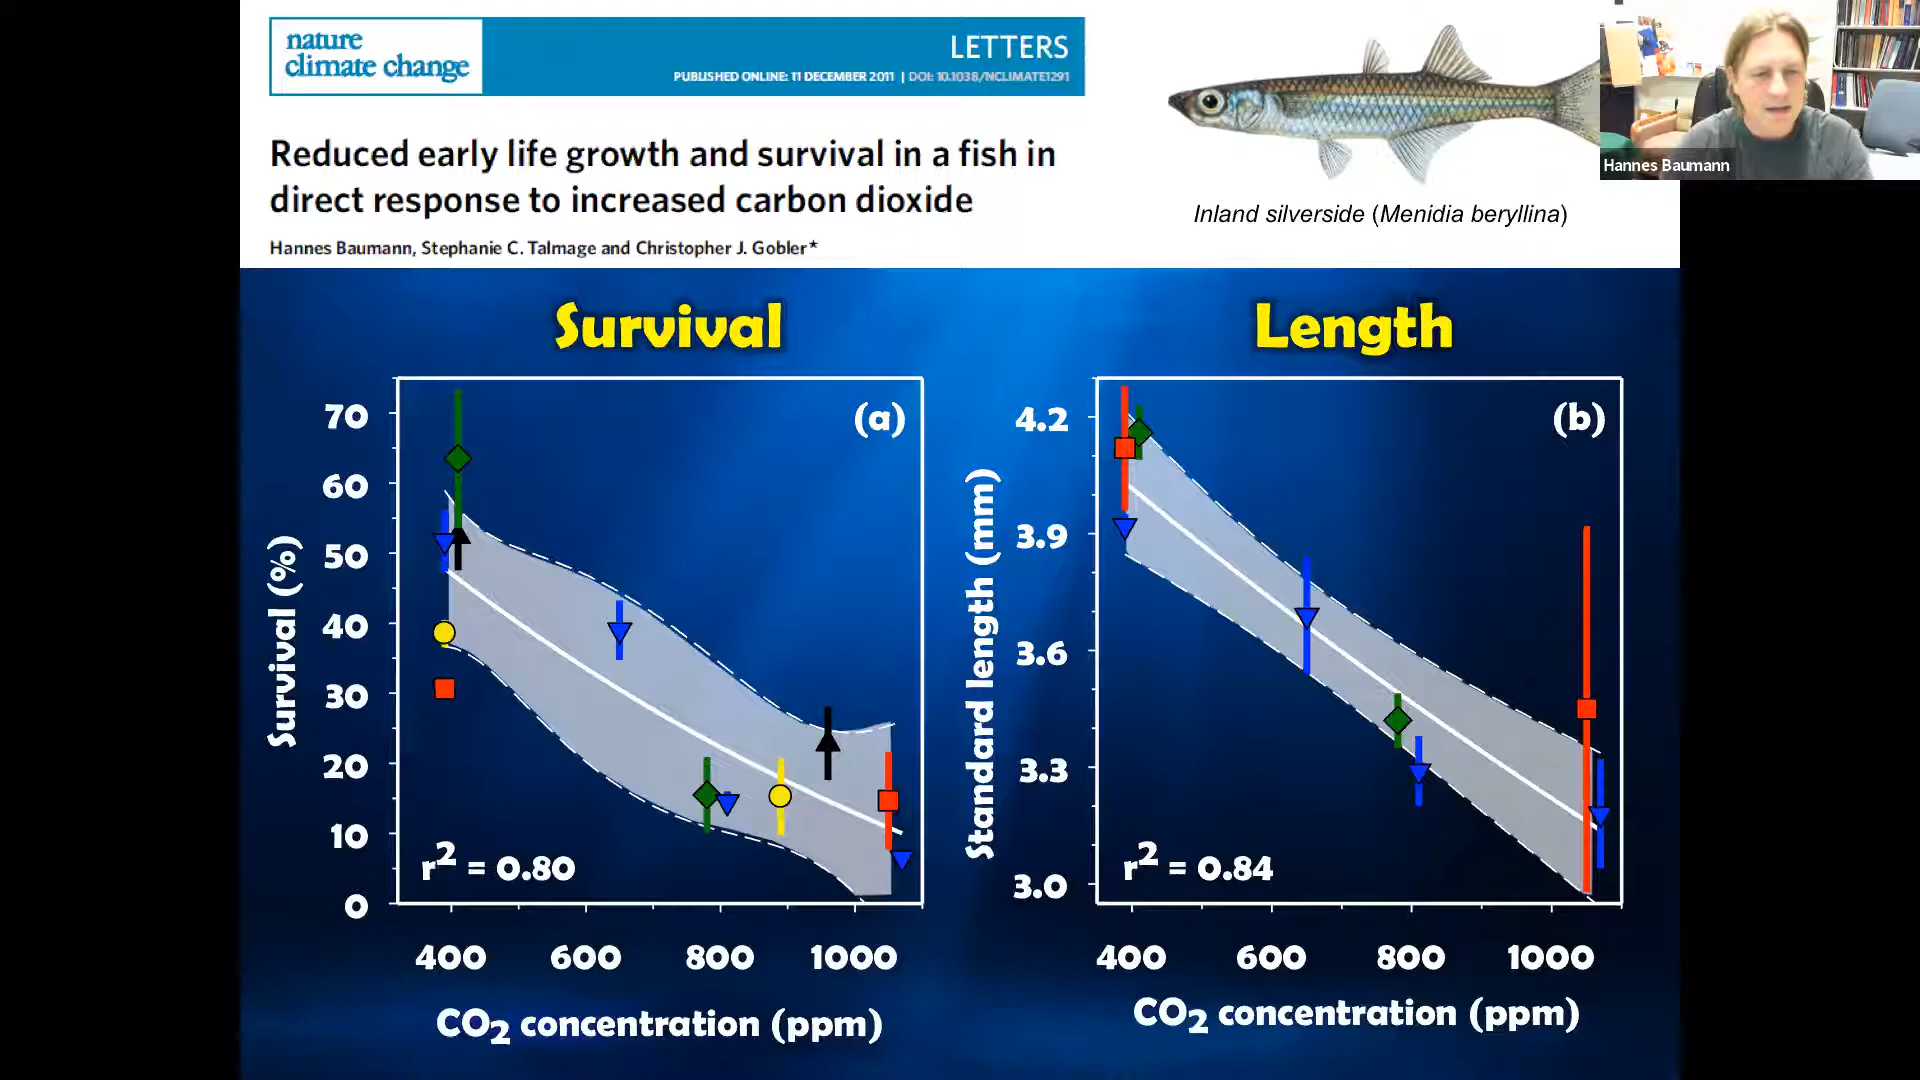 nature
climate change
LETTERS
PUBLISHED ONLINE: 11 DECEMBER 2011 | DOI: 10.1038/NCLIMATE1291
Reduced early life growth and survival in a fish in
direct response to increased carbon dioxide
Hannes Baumann, Stephanie C. Talmage and Christopher J. Gobler*
Inland silverside (Menidia beryllina)
Hannes Baumann
Survival
(a)
Survival (%)
70
60
50
40
30
20
10
0
r2 = 0.80
400 600 800 1000
CO2 concentration (ppm)
Length
(b)
Standard length (mm)
4.2
3.9
3.6
3.3
3.0
r2 = 0.84
400 600 800 1000
CO2 concentration (ppm)